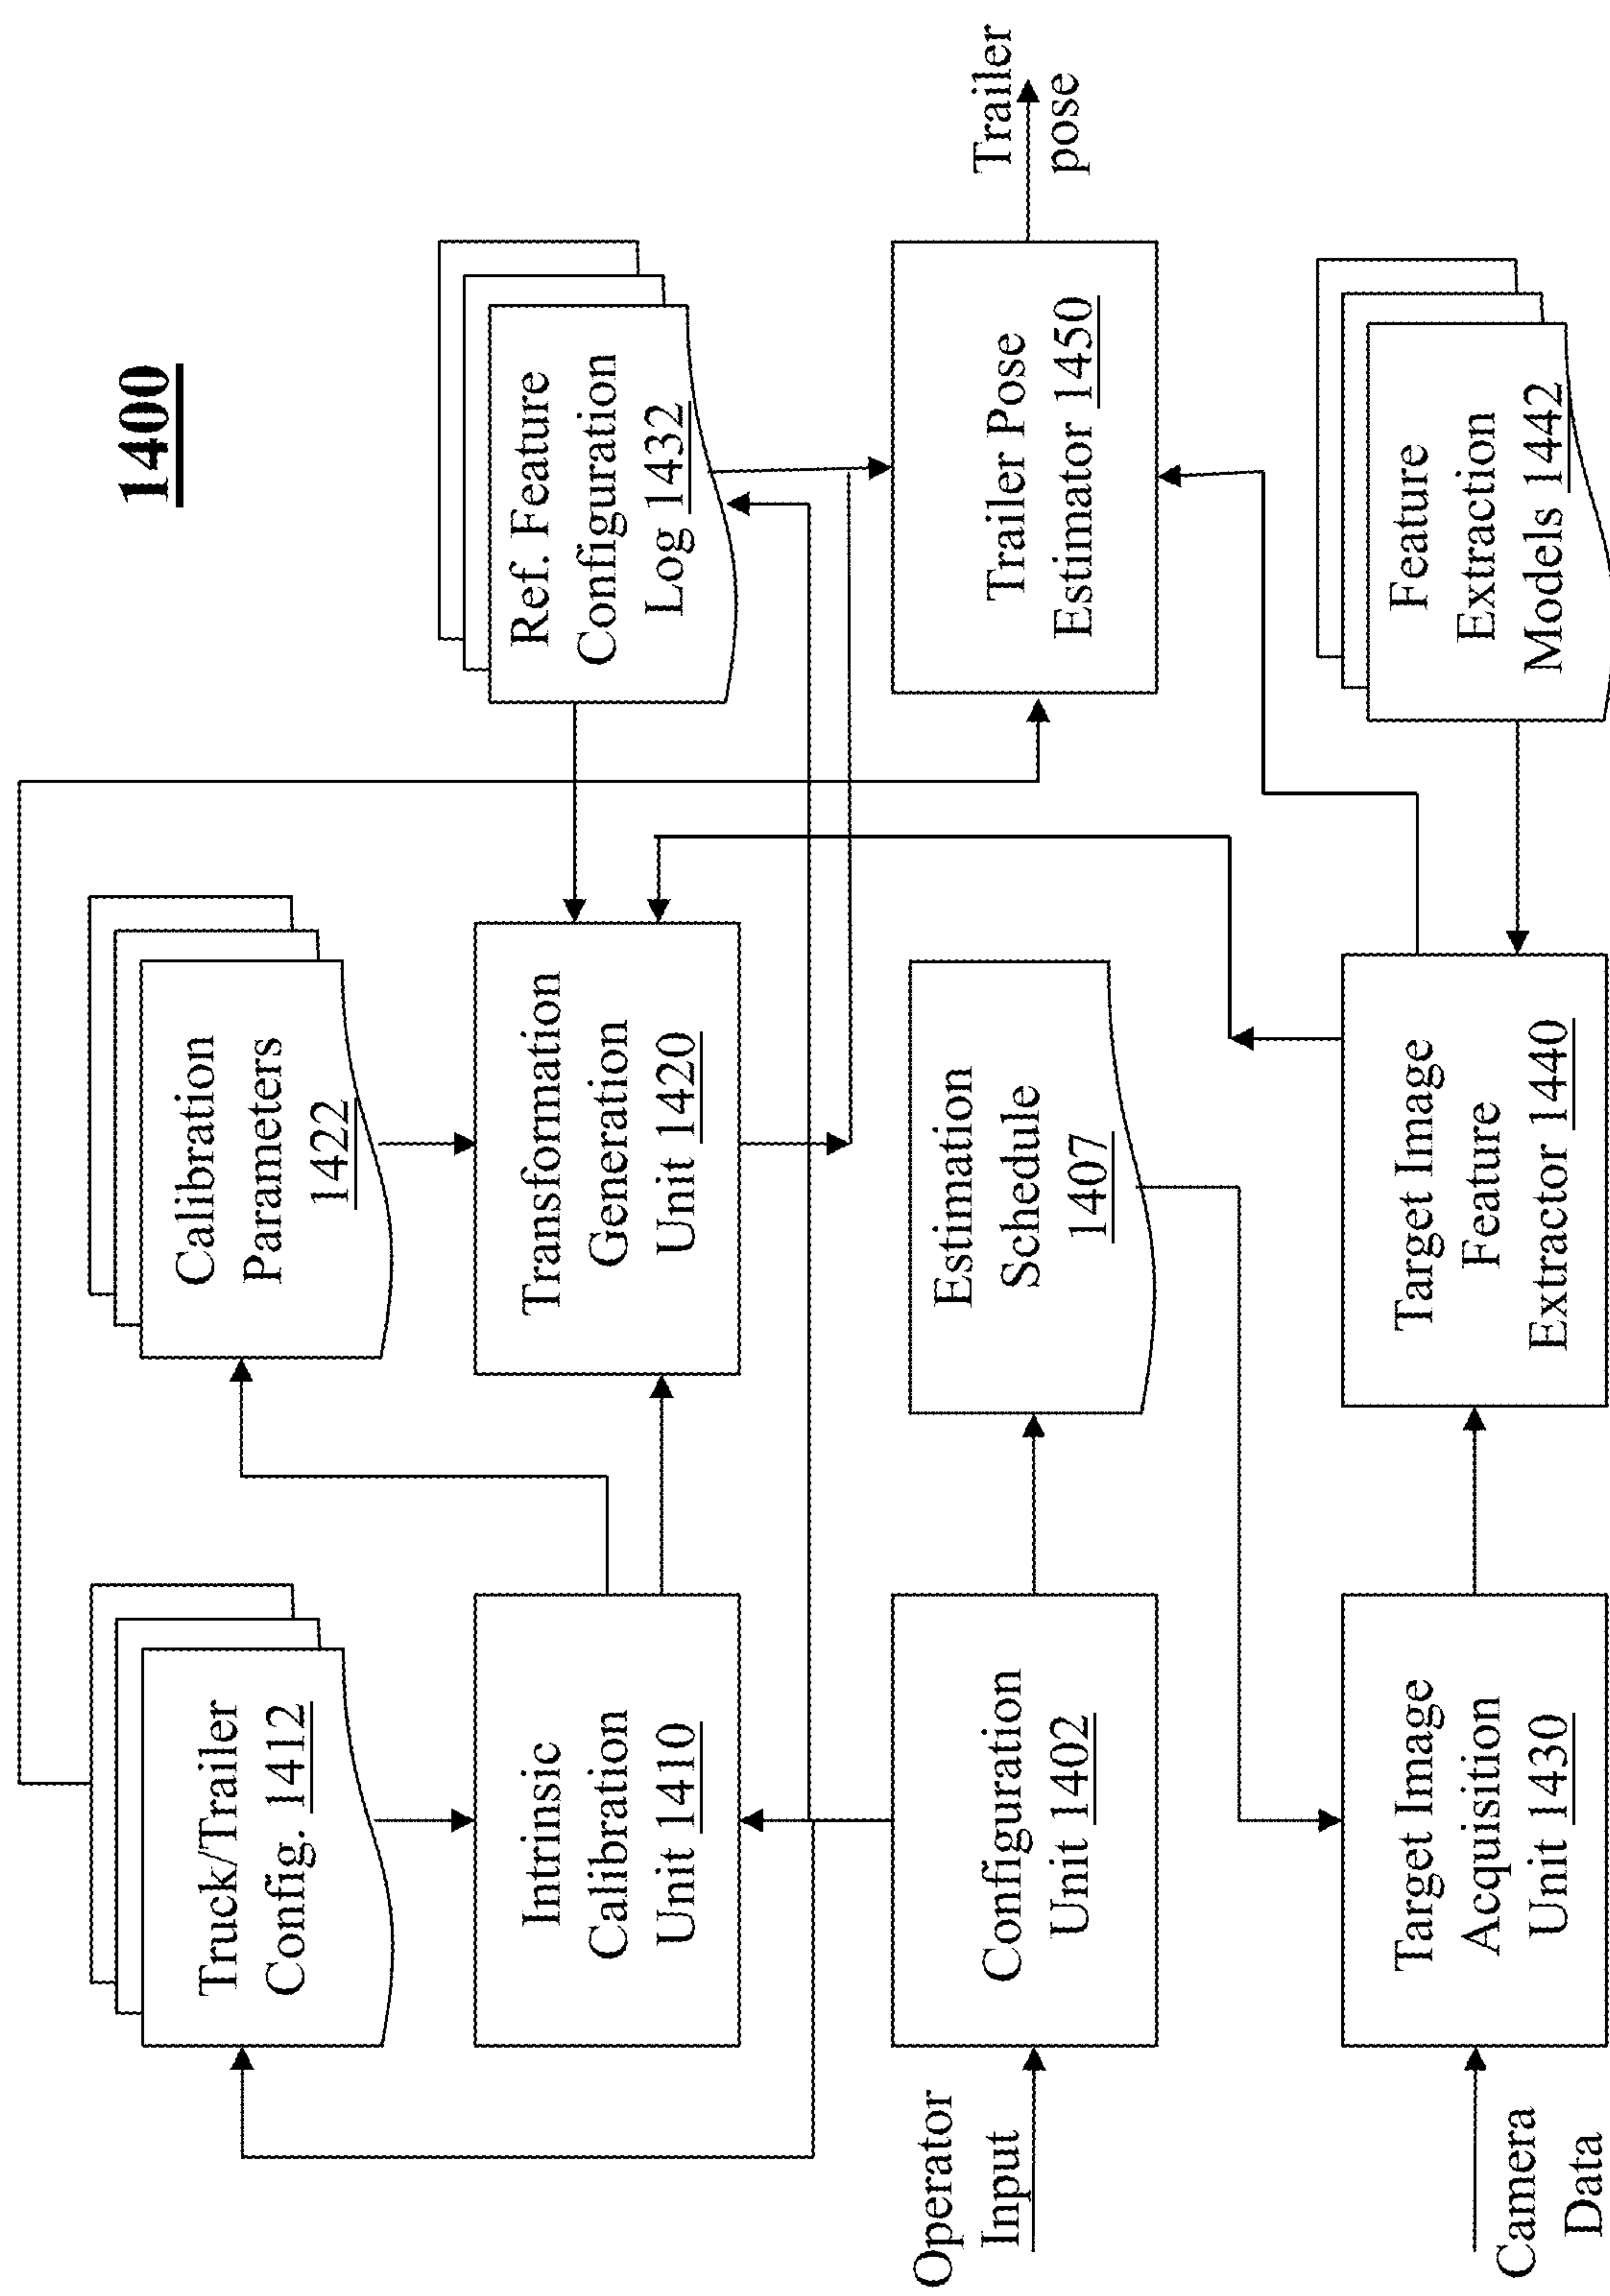 1400
Truck/Trailer
Config. 1412
Calibration
Parameters
1422
Ref. Feature
Configuration
Log 1432
Intrinsic
Calibration
Unit 1410
Transformation
Generation
Unit 1420
Operator
Input
Configuration
Unit 1402
Estimation
Schedule
1407
Trailer Pose
Estimator 1450
Trailer
pose
Camera
Data
Target Image
Acquisition
Unit 1430
Target Image
Feature
Extractor 1440
Feature
Extraction
Models 1442